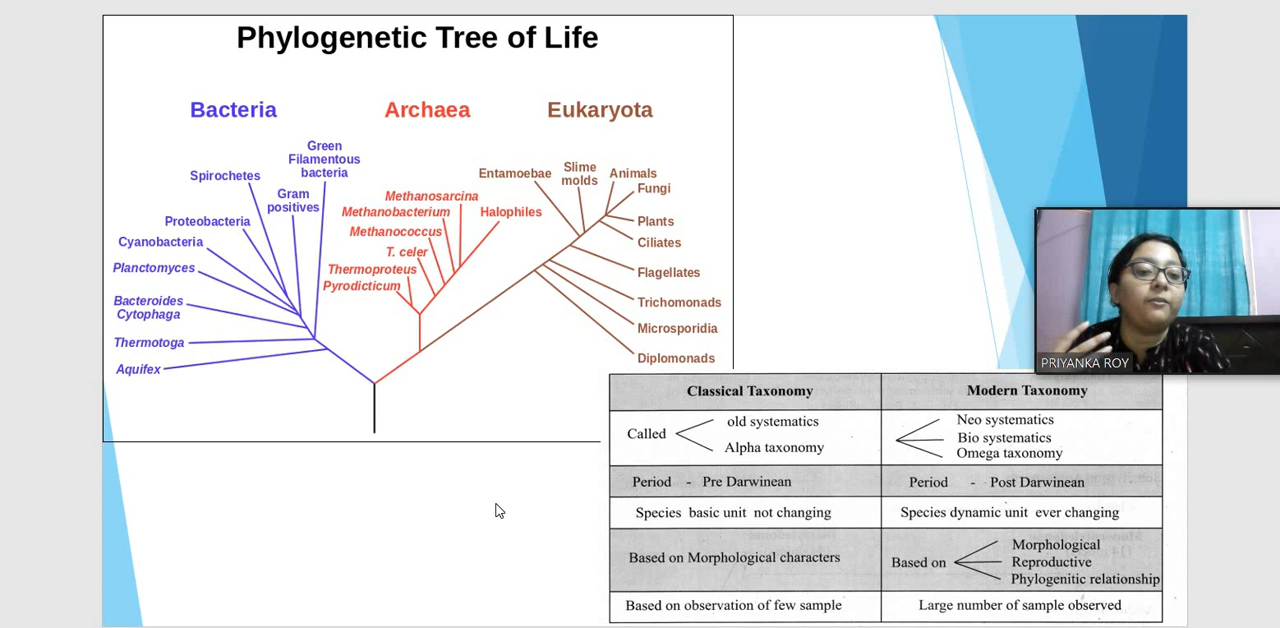 Phylogenetic Tree of Life
Bacteria
Archaea
Eukaryota
Green
Filamentous
bacteria
Spirochetes
Gram
positives
Proteobacteria
Cyanobacteria
Planctomyces
Bacteroides
Cytophaga
Thermotoga
Aquifex
Methanosarcina
Methanobacterium
Halophiles
Methanococcus
T. celer
Thermoproteus
Pyrodicticum
Entamoebae
Slime
molds
Animals
Fungi
Plants
Ciliates
Flagellates
Trichomonads
Microsporidia
Diplomonads
PRIYANKA ROY
Classical Taxonomy
Modern Taxonomy
Called
old systematics
Alpha taxonomy
Neo systematics
Bio systematics
Omega taxonomy
Period - Pre Darwinean
Period - Post Darwinean
Species basic unit not changing
Species dynamic unit ever changing
Based on Morphological characters
Based on
Morphological
Reproductive
Phylogenitic relationship
Based on observation of few sample
Large number of sample observed